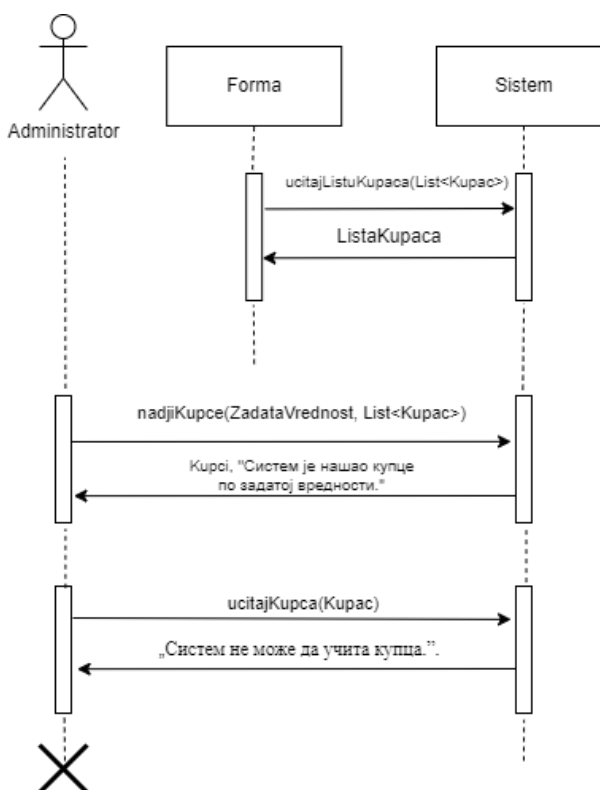 Administrator
Forma
Sistem
ucitajListuKupaca(List<Kupac>)
ListaKupaca
nadjiKupce(ZadataVrednost, List<Kupac>)
Kupci, "Систем је нашао купце
по задатој вредности."
ucitajKupca(Kupac)
„Систем не може да учита купца.”.